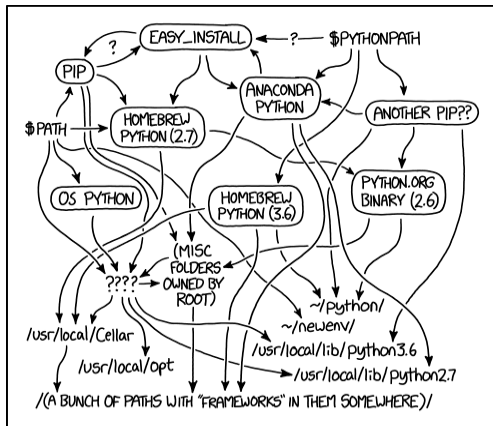 EASY_INSTALL
?
?
$PYTHONPATH
PIP
ANACONDA
PYTHON
ANOTHER PIP??
HOMEBREW
PYTHON (2.7)
$PATH
OS PYTHON
HOMEBREW
PYTHON (3.6)
PYTHON.ORG
BINARY (2.6)
(MISC
FOLDERS
OWNED BY
ROOT)
????
~/python/
~/newenv/
/usr/local/Cellar
/usr/local/lib/python3.6
/usr/local/opt
/usr/local/lib/python2.7
/(A BUNCH OF PATHS WITH "FRAMEWORKS" IN THEM SOMEWHERE)/